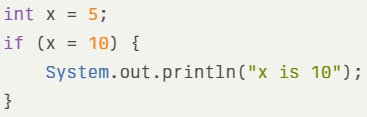 int x = 5;
if (x = 10) {
    System.out.println("x is 10");
}